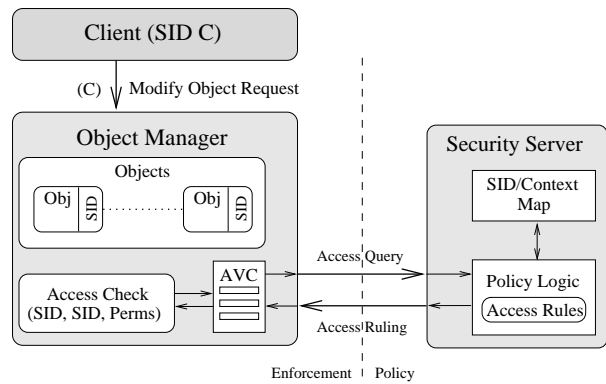 Client (SID C)
(C) Modify Object Request
Object Manager
Objects
Obj SID
Obj SID
Access Check
(SID, SID, Perms)
AVC
Access Query
Access Ruling
Security Server
SID/Context
Map
Policy Logic
Access Rules
Enforcement
Policy